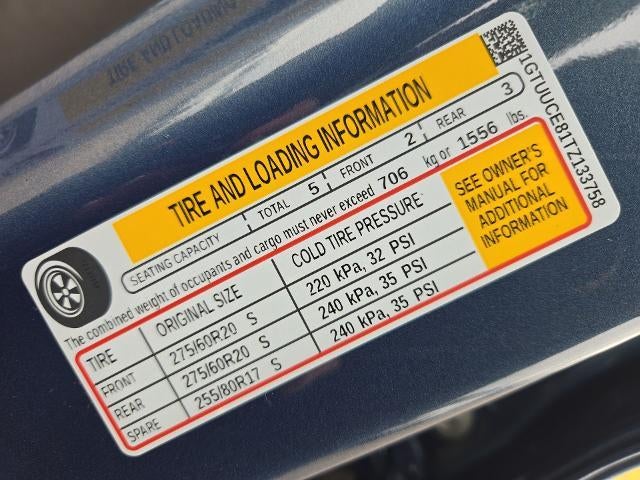 TIRE AND LOADING INFORMATION
SEATING CAPACITY TOTAL 5 FRONT 2 REAR 3
The combined weight of occupants and cargo must never exceed 706 kg or 1556 lbs.
TIRE ORIGINAL SIZE COLD TIRE PRESSURE
FRONT 275/60R20 S 220 kPa, 32 PSI
REAR 275/60R20 S 240 kPa, 35 PSI
SPARE 255/80R17 S 240 kPa, 35 PSI
SEE OWNER'S
MANUAL FOR
ADDITIONAL
INFORMATION
1GTUUCE81TZ133758